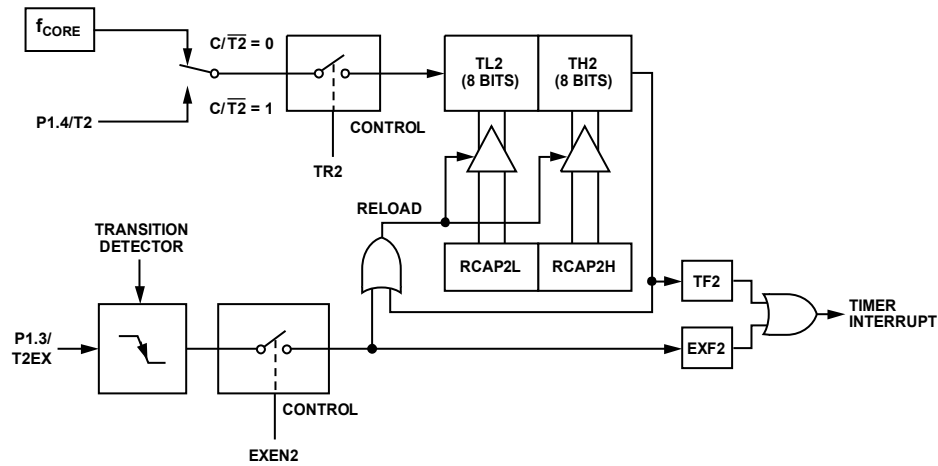 fCORE
C/T2 = 0
C/T2 = 1
P1.4/T2
CONTROL
TR2
TL2
(8 BITS)
TH2
(8 BITS)
RELOAD
TRANSITION
DETECTOR
RCAP2L
RCAP2H
TF2
TIMER
INTERRUPT
P1.3/
T2EX
EXF2
CONTROL
EXEN2